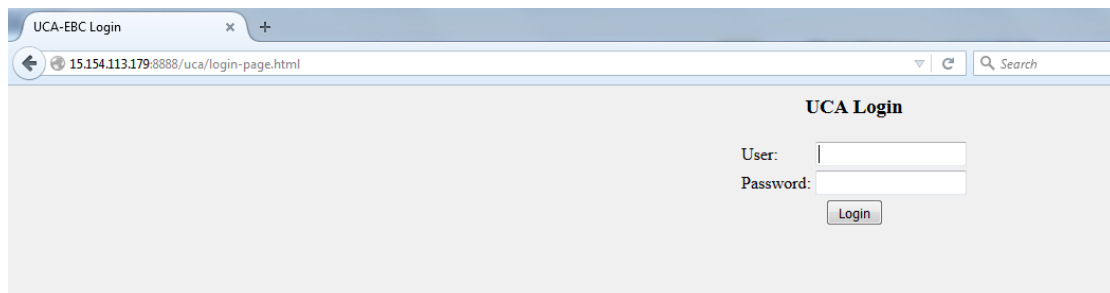 UCA-EBC Login
15.154.113.179:8888/uca/login-page.html
Search
UCA Login
User:
Password:
Login